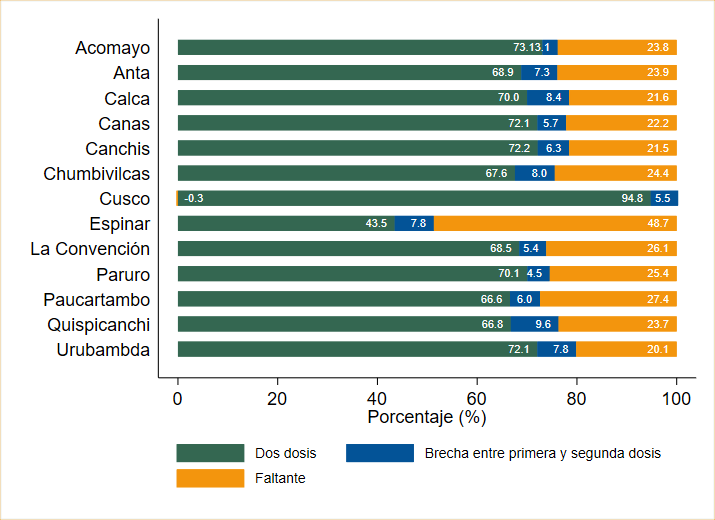 Acomayo 73.1 3.1 23.8
Anta 68.9 7.3 23.9
Calca 70.0 8.4 21.6
Canas 72.1 5.7 22.2
Canchis 72.2 6.3 21.5
Chumbivilcas 67.6 8.0 24.4
Cusco -0.3 94.8 5.5
Espinar 43.5 7.8 48.7
La Convención 68.5 5.4 26.1
Paruro 70.1 4.5 25.4
Paucartambo 66.6 6.0 27.4
Quispicanchi 66.8 9.6 23.7
Urubambda 72.1 7.8 20.1
0 20 40 60 80 100
Porcentaje (%)
Dos dosis Brecha entre primera y segunda dosis
Faltante